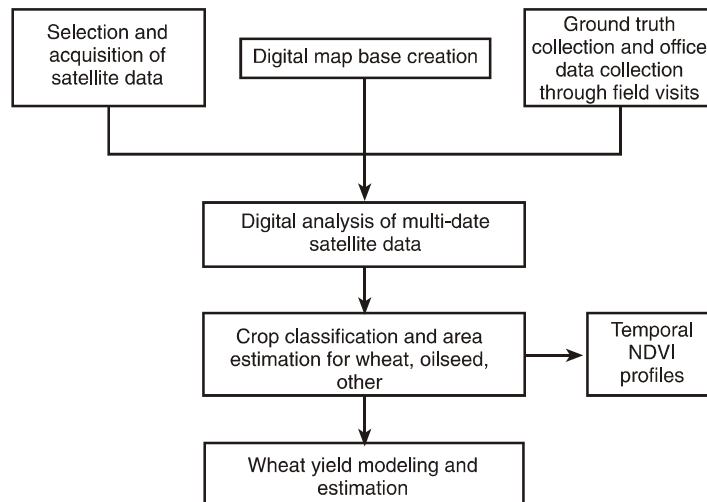 Selection and
acquisition of
satellite data
Digital map base creation
Ground truth
collection and office
data collection
through field visits
Digital analysis of multi-date
satellite data
Crop classification and area
estimation for wheat, oilseed,
other
Temporal
NDVI
profiles
Wheat yield modeling and
estimation